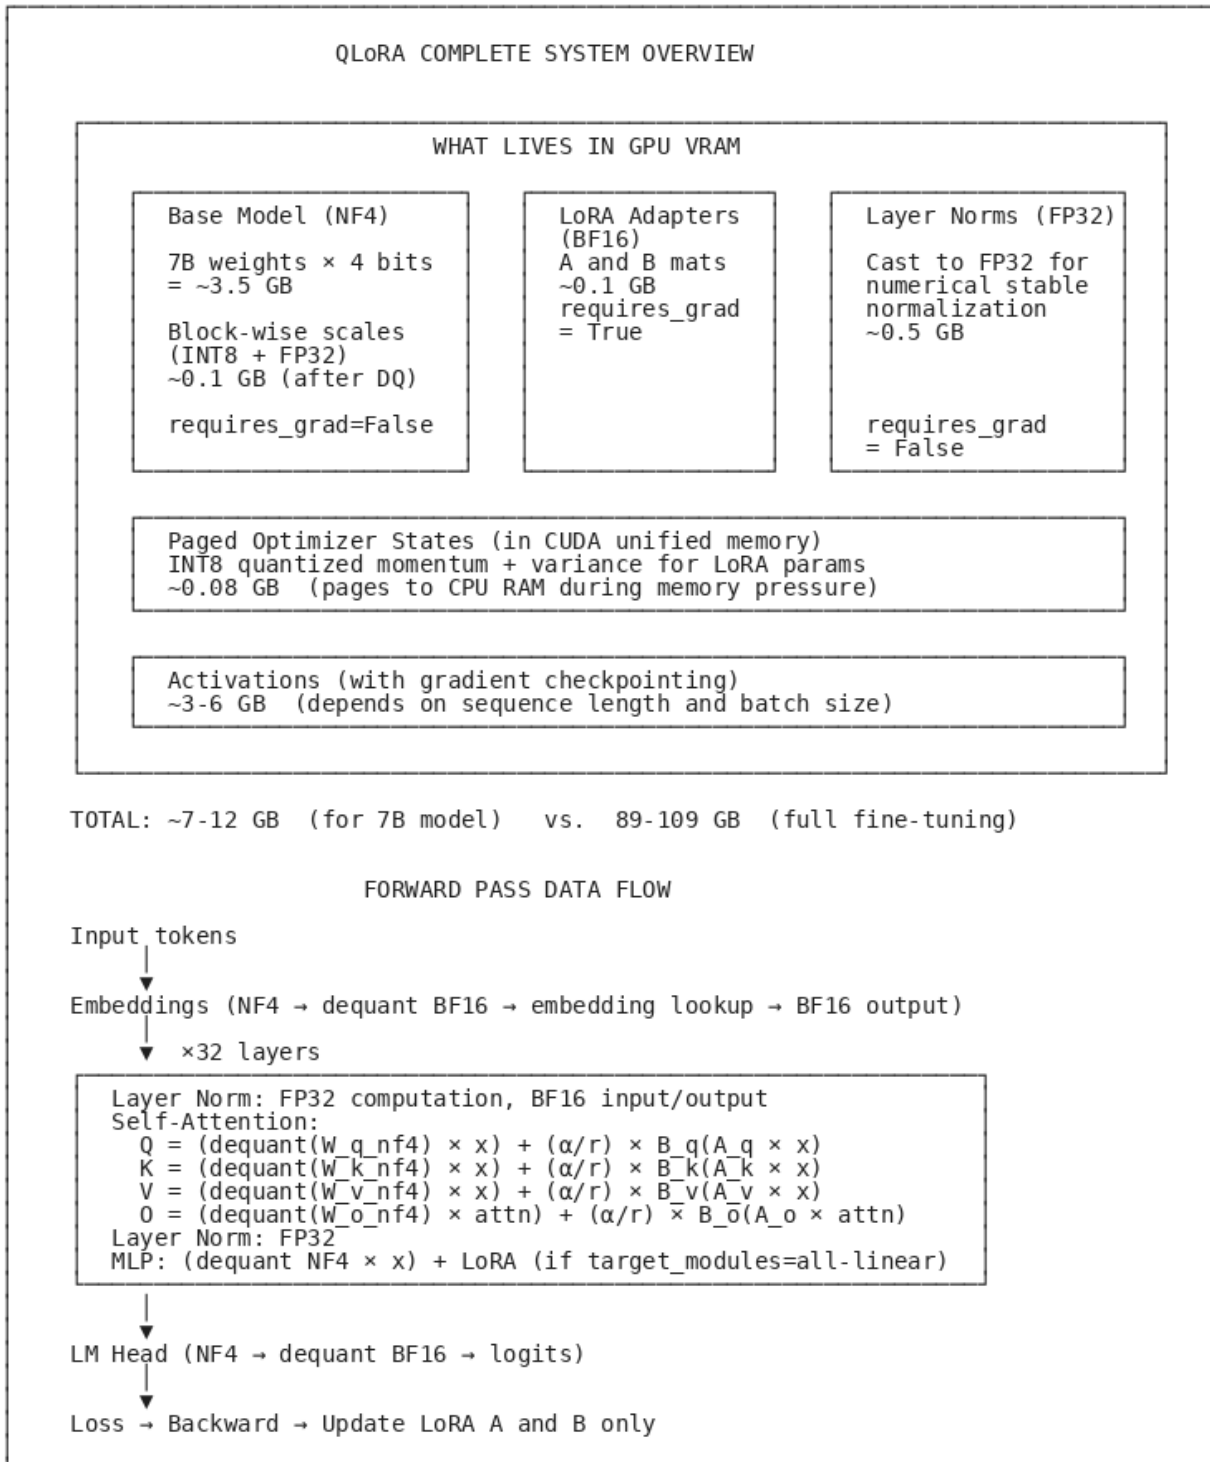 QLoRA COMPLETE SYSTEM OVERVIEW
WHAT LIVES IN GPU VRAM
Base Model (NF4)
7B weights × 4 bits
= ~3.5 GB
Block-wise scales
(INT8 + FP32)
~0.1 GB (after DQ)
requires_grad=False
LoRA Adapters
(BF16)
A and B mats
~0.1 GB
requires_grad
= True
Layer Norms (FP32)
Cast to FP32 for
numerical stable
normalization
~0.5 GB
requires_grad
= False
Paged Optimizer States (in CUDA unified memory)
INT8 quantized momentum + variance for LoRA params
~0.08 GB  (pages to CPU RAM during memory pressure)
Activations (with gradient checkpointing)
~3-6 GB  (depends on sequence length and batch size)
TOTAL: ~7-12 GB  (for 7B model)   vs.  89-109 GB  (full fine-tuning)
FORWARD PASS DATA FLOW
Input tokens
Embeddings (NF4 → dequant BF16 → embedding lookup → BF16 output)
×32 layers
Layer Norm: FP32 computation, BF16 input/output
Self-Attention:
Q = (dequant(W_q_nf4) × x) + (α/r) × B_q(A_q × x)
K = (dequant(W_k_nf4) × x) + (α/r) × B_k(A_k × x)
V = (dequant(W_v_nf4) × x) + (α/r) × B_v(A_v × x)
O = (dequant(W_o_nf4) × attn) + (α/r) × B_o(A_o × attn)
Layer Norm: FP32
MLP: (dequant NF4 × x) + LoRA (if target_modules=all-linear)
LM Head (NF4 → dequant BF16 → logits)
Loss → Backward → Update LoRA A and B only